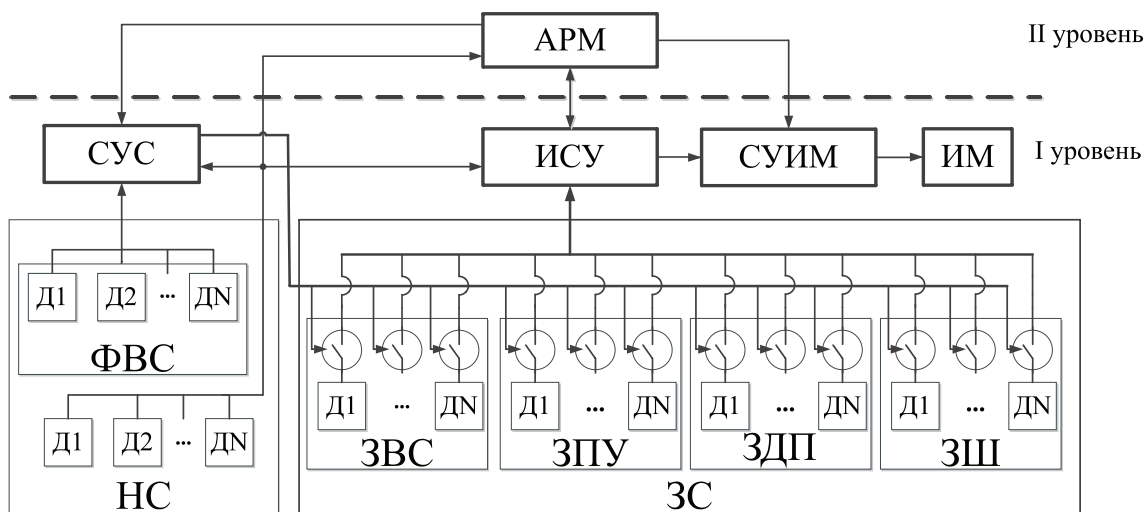 АРМ
II уровень
СУС
ИСУ
СУИМ
ИМ
I уровень
Д1 Д2 ... ДN
ФВС
Д1 Д2 ... ДN
НС
Д1 ... ДN
ЗВС
Д1 ... ДN
ЗПУ
Д1 ... ДN
ЗДП
Д1 ... ДN
ЗШ
ЗС